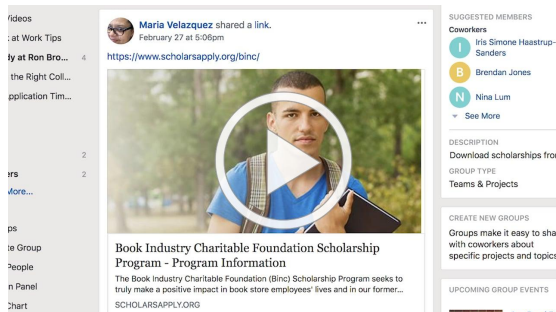 Videos
at Work Tips
dy at Ron Bro... 4
the Right Coll...
Application Tim...
2
ers 2
More...
ps
te Group
People
n Panel
Chart
Maria Velazquez shared a link.
February 27 at 5:06pm
https://www.scholarsapply.org/binc/
Book Industry Charitable Foundation Scholarship
Program - Program Information
The Book Industry Charitable Foundation (Binc) Scholarship Program seeks to
truly make a positive impact in book store employees' lives and in our former...
SCHOLARSAPPLY.ORG
SUGGESTED MEMBERS
Coworkers
I
Iris Simone Haastrup-
Sanders
B
Brendan Jones
N
Nina Lum
See More
DESCRIPTION
Download scholarships fro
GROUP TYPE
Teams & Projects
CREATE NEW GROUPS
Groups make it easy to sha
with coworkers about
specific projects and topics
UPCOMING GROUP EVENTS